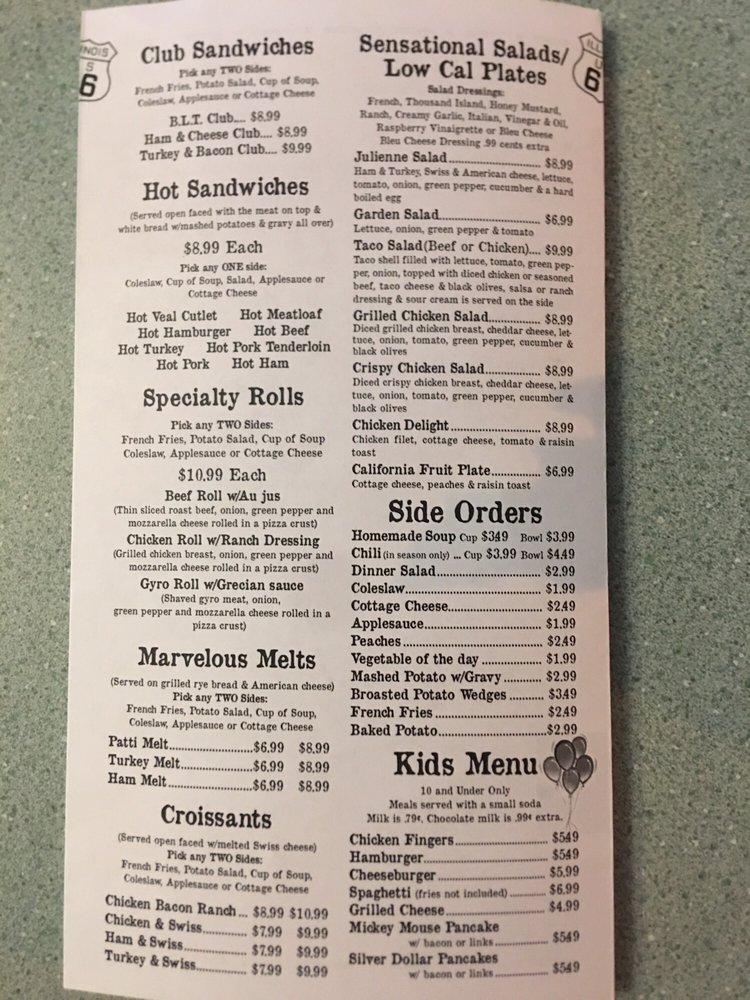 NOIS
S
6
Club Sandwiches
Pick any TWO Sides:
French Fries, Potato Salad, Cup of Soup,
Coleslaw, Applesauce or Cottage Cheese
B.L.T. Club.... $8.99
Ham & Cheese Club.... $8.99
Turkey & Bacon Club.... $9.99
Hot Sandwiches
(Served open faced with the meat on top &
white bread w/mashed potatoes & gravy all over)
$8.99 Each
Pick any ONE side:
Coleslaw, Cup of Soup, Salad, Applesauce or
Cottage Cheese
Hot Veal Cutlet Hot Meatloaf
Hot Hamburger Hot Beef
Hot Turkey Hot Pork Tenderloin
Hot Pork Hot Ham
Specialty Rolls
Pick any TWO Sides:
French Fries, Potato Salad, Cup of Soup
Coleslaw, Applesauce or Cottage Cheese
$10.99 Each
Beef Roll w/Au jus
(Thin sliced roast beef, onion, green pepper and
mozzarella cheese rolled in a pizza crust)
Chicken Roll w/Ranch Dressing
(Grilled chicken breast, onion, green pepper and
mozzarella cheese rolled in a pizza crust)
Gyro Roll w/Grecian sauce
(Shaved gyro meat, onion,
green pepper and mozzarella cheese rolled in a
pizza crust)
Marvelous Melts
(Served on grilled rye bread & American cheese)
Pick any TWO Sides:
French Fries, Potato Salad, Cup of Soup,
Coleslaw, Applesauce or Cottage Cheese
Patti Melt.........................$6.99 $8.99
Turkey Melt.....................$6.99 $8.99
Ham Melt.........................$6.99 $8.99
Croissants
(Served open faced w/melted Swiss cheese)
Pick any TWO Sides:
French Fries, Potato Salad, Cup of Soup,
Coleslaw, Applesauce or Cottage Cheese
Chicken Bacon Ranch... $8.99 $10.99
Chicken & Swiss............... $7.99 $9.99
Ham & Swiss.................... $7.99 $9.99
Turkey & Swiss................ $7.99 $9.99
ILL
U
6
Sensational Salads/
Low Cal Plates
Salad Dressings:
French, Thousand Island, Honey Mustard,
Ranch, Creamy Garlic, Italian, Vinegar & Oil,
Raspberry Vinaigrette or Bleu Cheese
Bleu Cheese Dressing .99 cents extra
Julienne Salad........................ $8.99
Ham & Turkey, Swiss & American cheese, lettuce,
tomato, onion, green pepper, cucumber & a hard
boiled egg
Garden Salad.......................... $6.99
Lettuce, onion, green pepper & tomato
Taco Salad(Beef or Chicken).... $9.99
Taco shell filled with lettuce, tomato, green pep-
per, onion, topped with diced chicken or seasoned
beef, taco cheese & black olives, salsa or ranch
dressing & sour cream is served on the side
Grilled Chicken Salad............... $8.99
Diced grilled chicken breast, cheddar cheese, let-
tuce, onion, tomato, green pepper, cucumber &
black olives
Crispy Chicken Salad................ $8.99
Diced crispy chicken breast, cheddar cheese, let-
tuce, onion, tomato, green pepper, cucumber &
black olives
Chicken Delight......................... $8.99
Chicken filet, cottage cheese, tomato & raisin
toast
California Fruit Plate............... $6.99
Cottage cheese, peaches & raisin toast
Side Orders
Homemade Soup Cup $3.49 Bowl $3.99
Chili (in season only) ... Cup $3.99 Bowl $4.49
Dinner Salad............................ $2.99
Coleslaw.................................... $1.99
Cottage Cheese......................... $2.49
Applesauce................................ $1.99
Peaches...................................... $2.49
Vegetable of the day ................ $1.99
Mashed Potato w/Gravy .......... $2.99
Broasted Potato Wedges ......... $3.49
French Fries ............................. $2.49
Baked Potato.............................$2.99
Kids Menu
10 and Under Only
Meals served with a small soda
Milk is .79¢, Chocolate milk is .99¢ extra.
Chicken Fingers.......................... $5.49
Hamburger.................................. $5.49
Cheeseburger.............................. $5.99
Spaghetti (fries not included) .......... $6.99
Grilled Cheese............................. $4.99
Mickey Mouse Pancake
w/ bacon or links.................. $5.49
Silver Dollar Pancakes
w/ bacon or links.................. $5.49